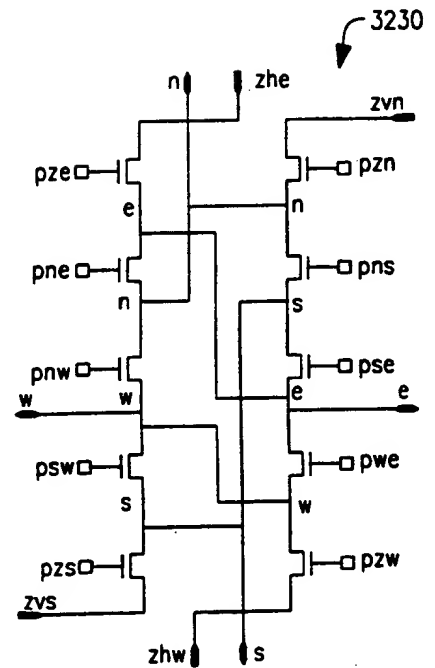 3230
n zhe
zvn
pze pzn
e n
pne pns
n s
pnw pse
w w e e
psw pwe
s w
pzs pzw
zvs
zhw s